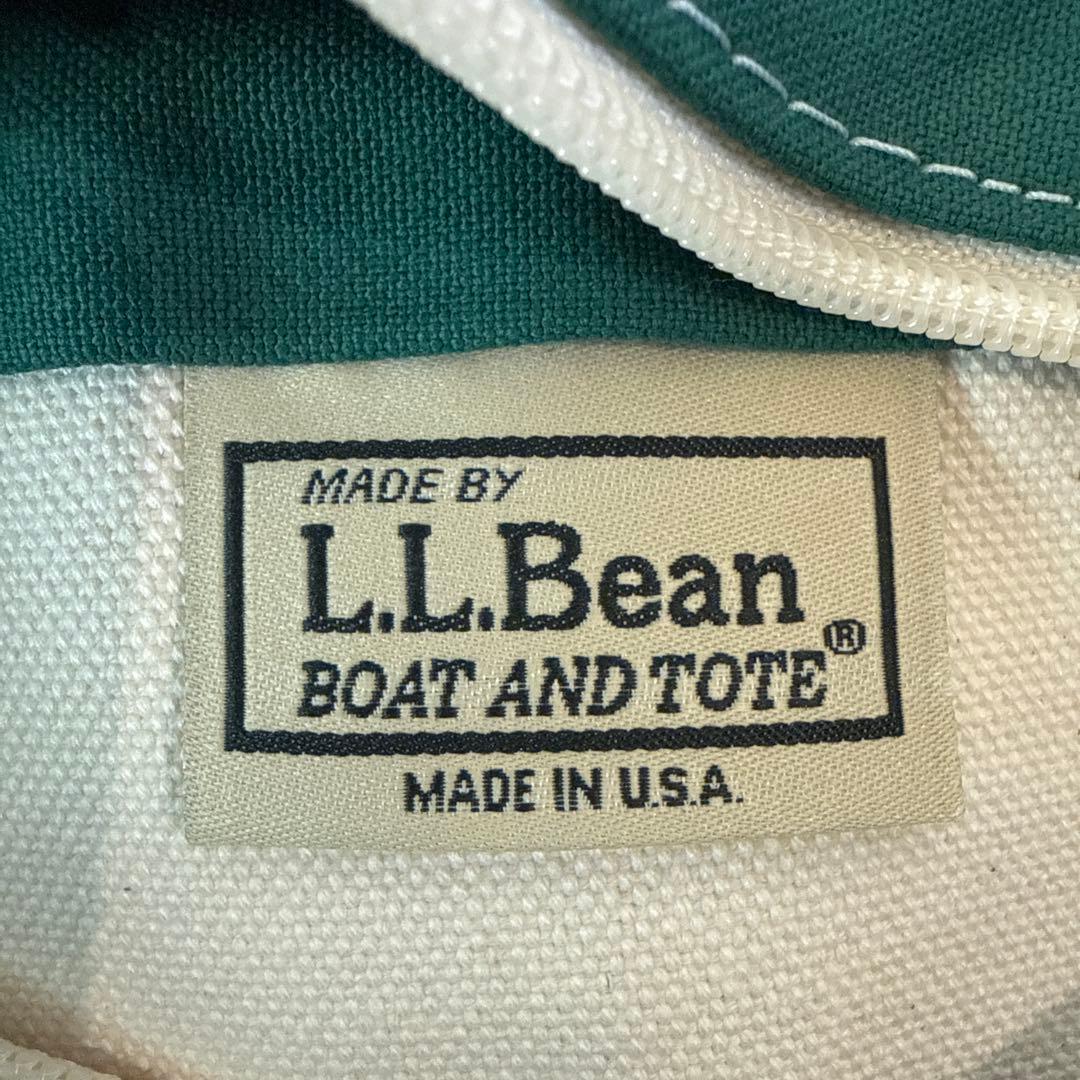 MADE BY
L.L.Bean
BOAT AND TOTE®
MADE IN U.S.A.